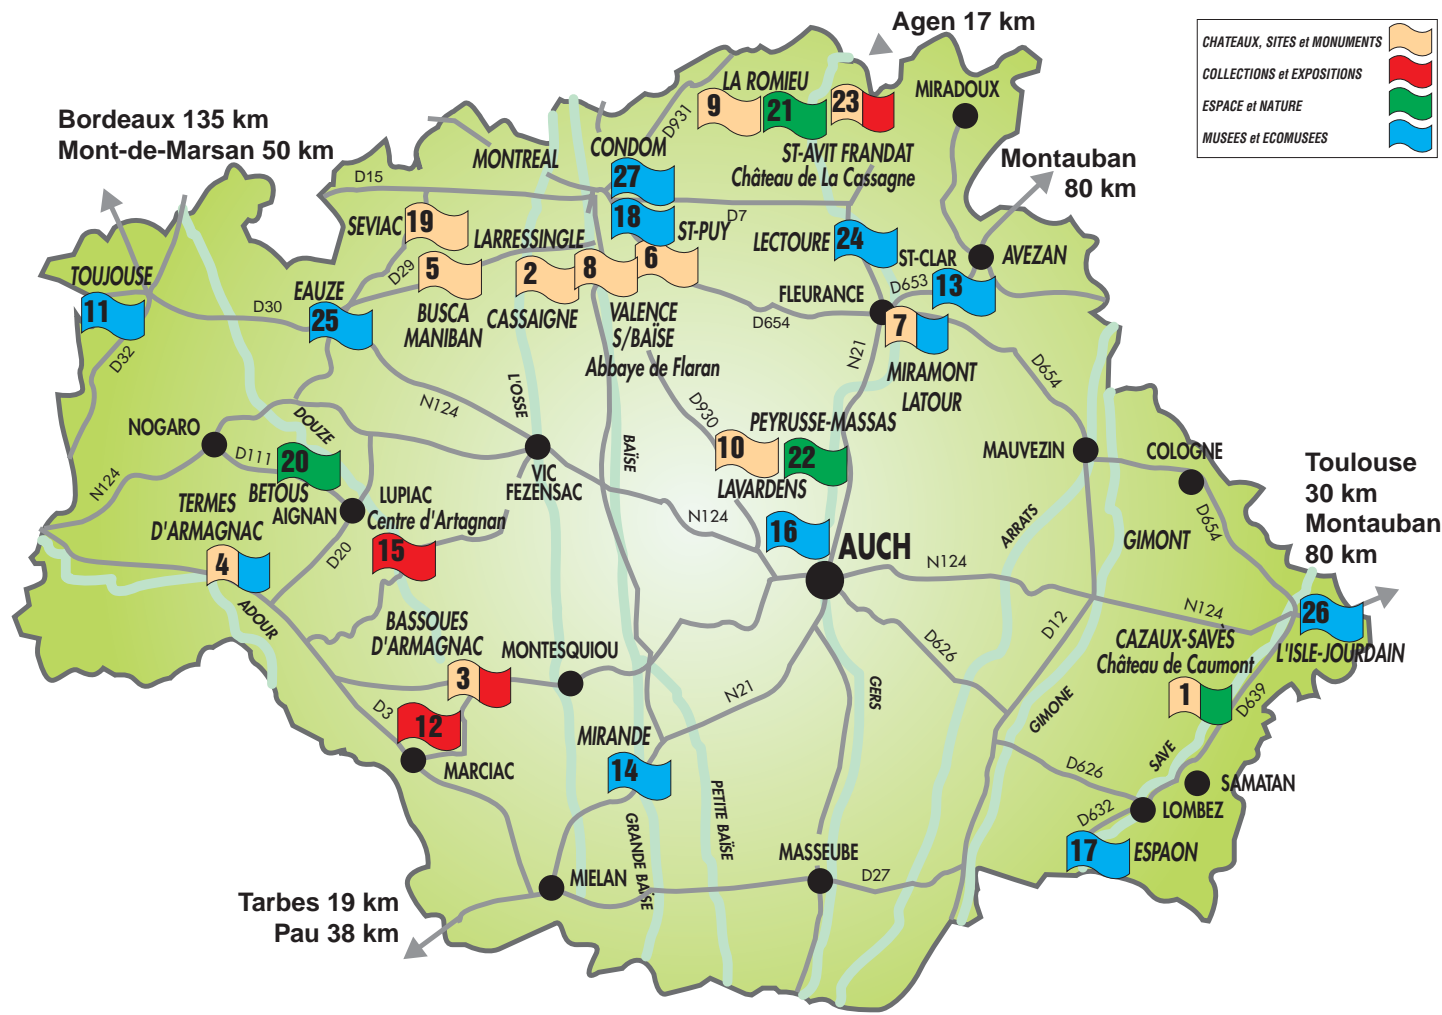 Agen 17 km
CHATEAUX, SITES et MONUMENTS
COLLECTIONS et EXPOSITIONS
ESPACE et NATURE
MUSEES et ECOMUSEES
Bordeaux 135 km
Mont-de-Marsan 50 km
LA ROMIEU
9
21
23
MIRADOUX
D931
ST-AVIT FRANDAT
Château de La Cassagne
Montauban
80 km
MONTREAL
CONDOM
27
18
ST-PUY
D15
D7
SEVIAC
19
LARRESSINGLE
LECTOURE
24
ST-CLAR
AVEZAN
TOUJOUSE
11
D29
5
2
8
6
D653
13
EAUZE
25
D30
BUSCA
MANIBAN
CASSAIGNE
VALENCE
S/BAÏSE
Abbaye de Flaran
FLEURANCE
D654
7
N21
MIRAMONT
LATOUR
D654
D32
L'OSSE
N124
D930
DOUZE
NOGARO
D111
20
BETOUS
AIGNAN
BAÏSE
PEYRUSSE-MASSAS
10
22
LAVARDENS
MAUVEZIN
COLOGNE
VIC
FEZENSAC
N124
TERMES
D'ARMAGNAC
4
LUPIAC
Centre d'Artagnan
15
D20
N124
16
AUCH
ARRATS
GIMONT
D654
Toulouse
30 km
Montauban
80 km
N124
N124
26
L'ISLE-JOURDAIN
ADOUR
BASSOUES
D'ARMAGNAC
3
MONTESQUIOU
D626
D12
CAZAUX-SAVÈS
Château de Caumont
1
D639
D3
12
MARCIAC
N21
GERS
GIMONE
MIRANDE
14
SAVE
D626
SAMATAN
LOMBEZ
D632
17
ESPAON
PETITE BAÏSE
GRANDE BAÏSE
MASSEUBE
D27
MIELAN
Tarbes 19 km
Pau 38 km